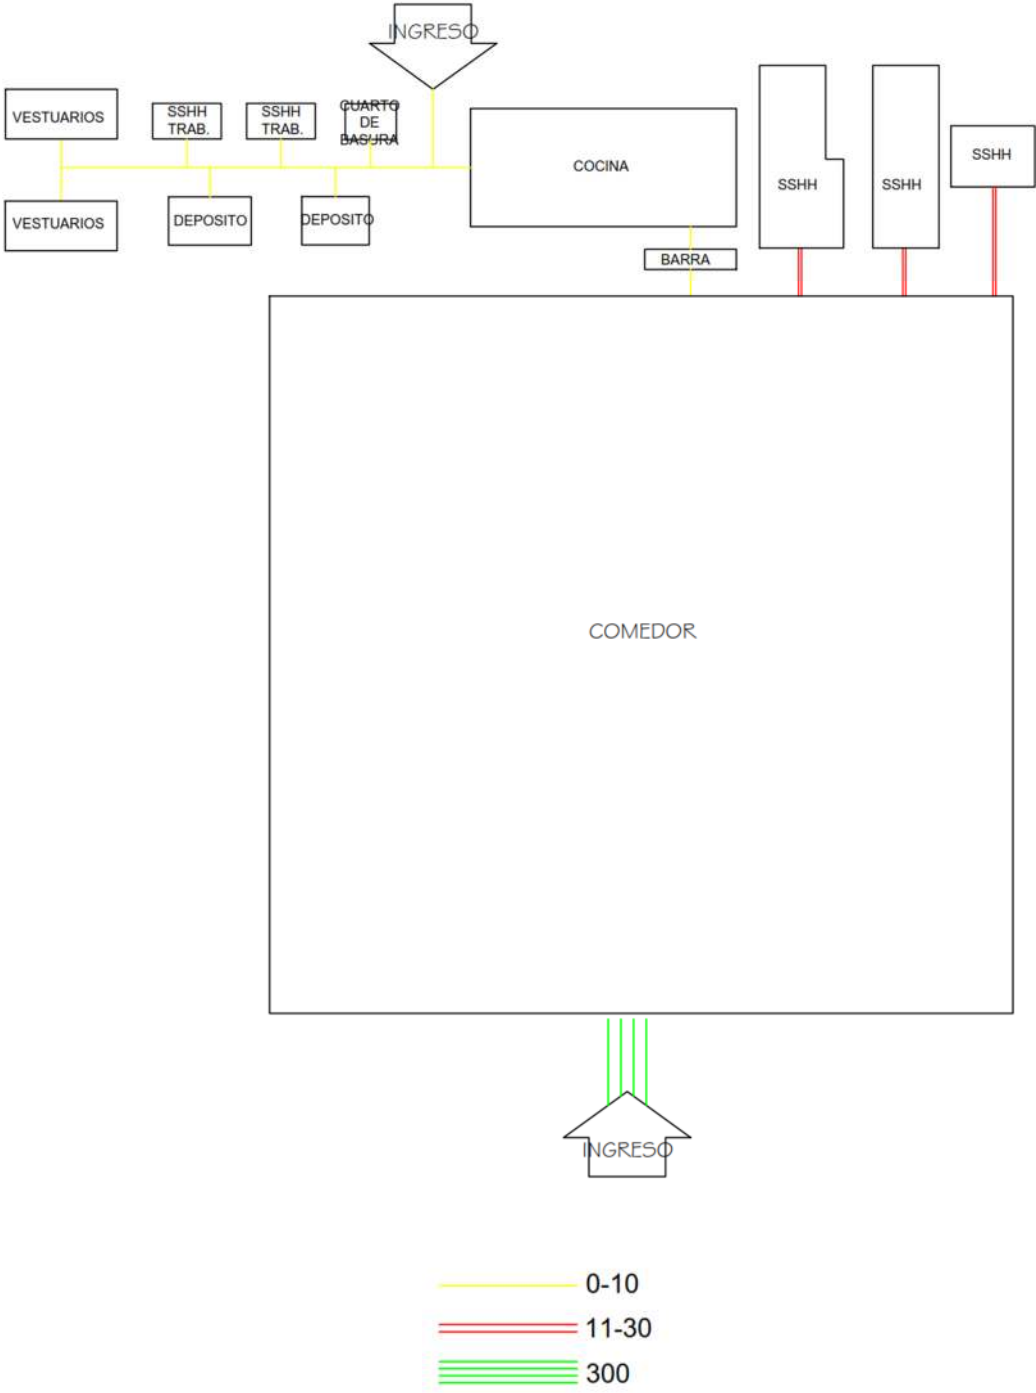 INGRESO
VESTUARIOS
SSHH
TRAB.
SSHH
TRAB.
CUARTO
DE
BASURA
COCINA
SSHH
SSHH
SSHH
VESTUARIOS
DEPOSITO
DEPOSITO
BARRA
COMEDOR
INGRESO
0-10
11-30
300